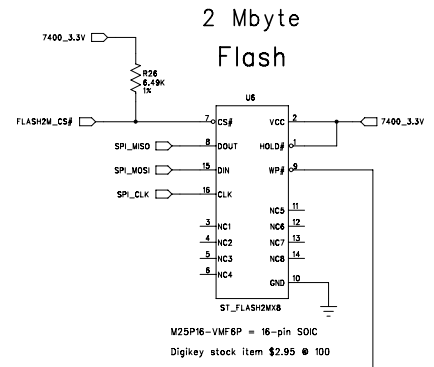 2 Mbyte
Flash
7400_3.3V
R26
6.49K
1%
U6
FLASH2M_CS# 7 CS# VCC 2 7400_3.3V
SPI_MISO 8 DOUT HOLD# 1
SPI_MOSI 15 DIN WP# 9
SPI_CLK 16 CLK
NC5 11
3 NC1 NC6 12
4 NC2 NC7 13
5 NC3 NC8 14
6 NC4
GND 10
ST_FLASH2MX8
M25P16-VMF6P = 16-pin SOIC
Digikey stock item $2.95 @ 100